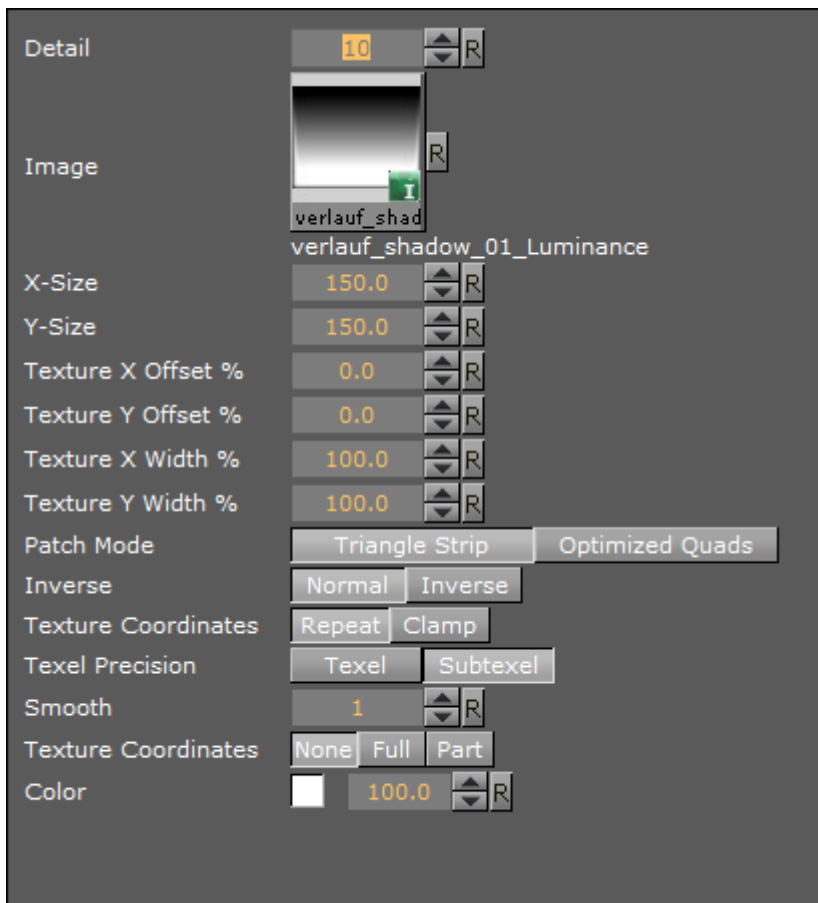 Detail 10 R
Image R
I
verlauf_shad
verlauf_shadow_01_Luminance
X-Size 150.0 R
Y-Size 150.0 R
Texture X Offset % 0.0 R
Texture Y Offset % 0.0 R
Texture X Width % 100.0 R
Texture Y Width % 100.0 R
Patch Mode Triangle Strip Optimized Quads
Inverse Normal Inverse
Texture Coordinates Repeat Clamp
Texel Precision Texel Subtexel
Smooth 1 R
Texture Coordinates None Full Part
Color 100.0 R